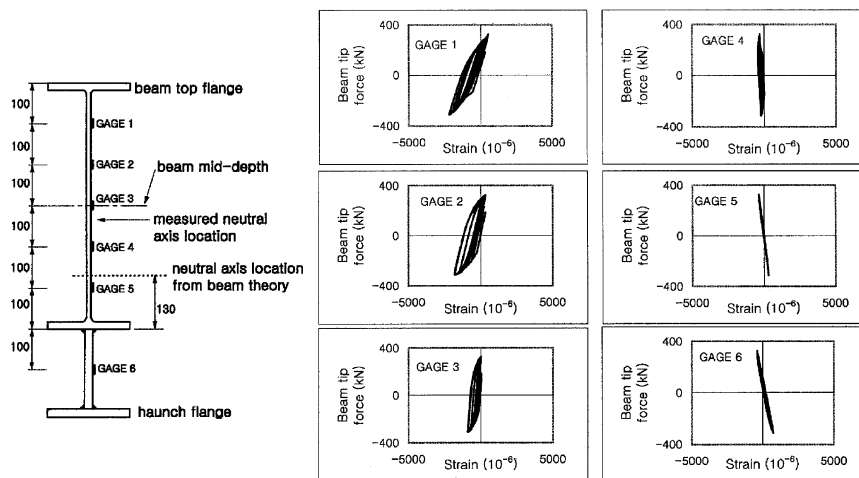 beam top flange
100
GAGE 1
100
GAGE 2
beam mid-depth
100
GAGE 3
measured neutral
axis location
100
GAGE 4
100
neutral axis location
from beam theory
GAGE 5
100
130
100
GAGE 6
haunch flange
GAGE 1
Beam tip
force (kN)
400
0
-400
-5000
Strain (10⁻⁶)
5000
GAGE 4
Beam tip
force (kN)
400
0
-400
-5000
Strain (10⁻⁶)
5000
GAGE 2
Beam tip
force (kN)
400
0
-400
-5000
Strain (10⁻⁶)
5000
GAGE 5
Beam tip
force (kN)
400
0
-400
-5000
Strain (10⁻⁶)
5000
GAGE 3
Beam tip
force (kN)
400
0
-400
-5000
Strain (10⁻⁶)
5000
GAGE 6
Beam tip
force (kN)
400
0
-400
-5000
Strain (10⁻⁶)
5000